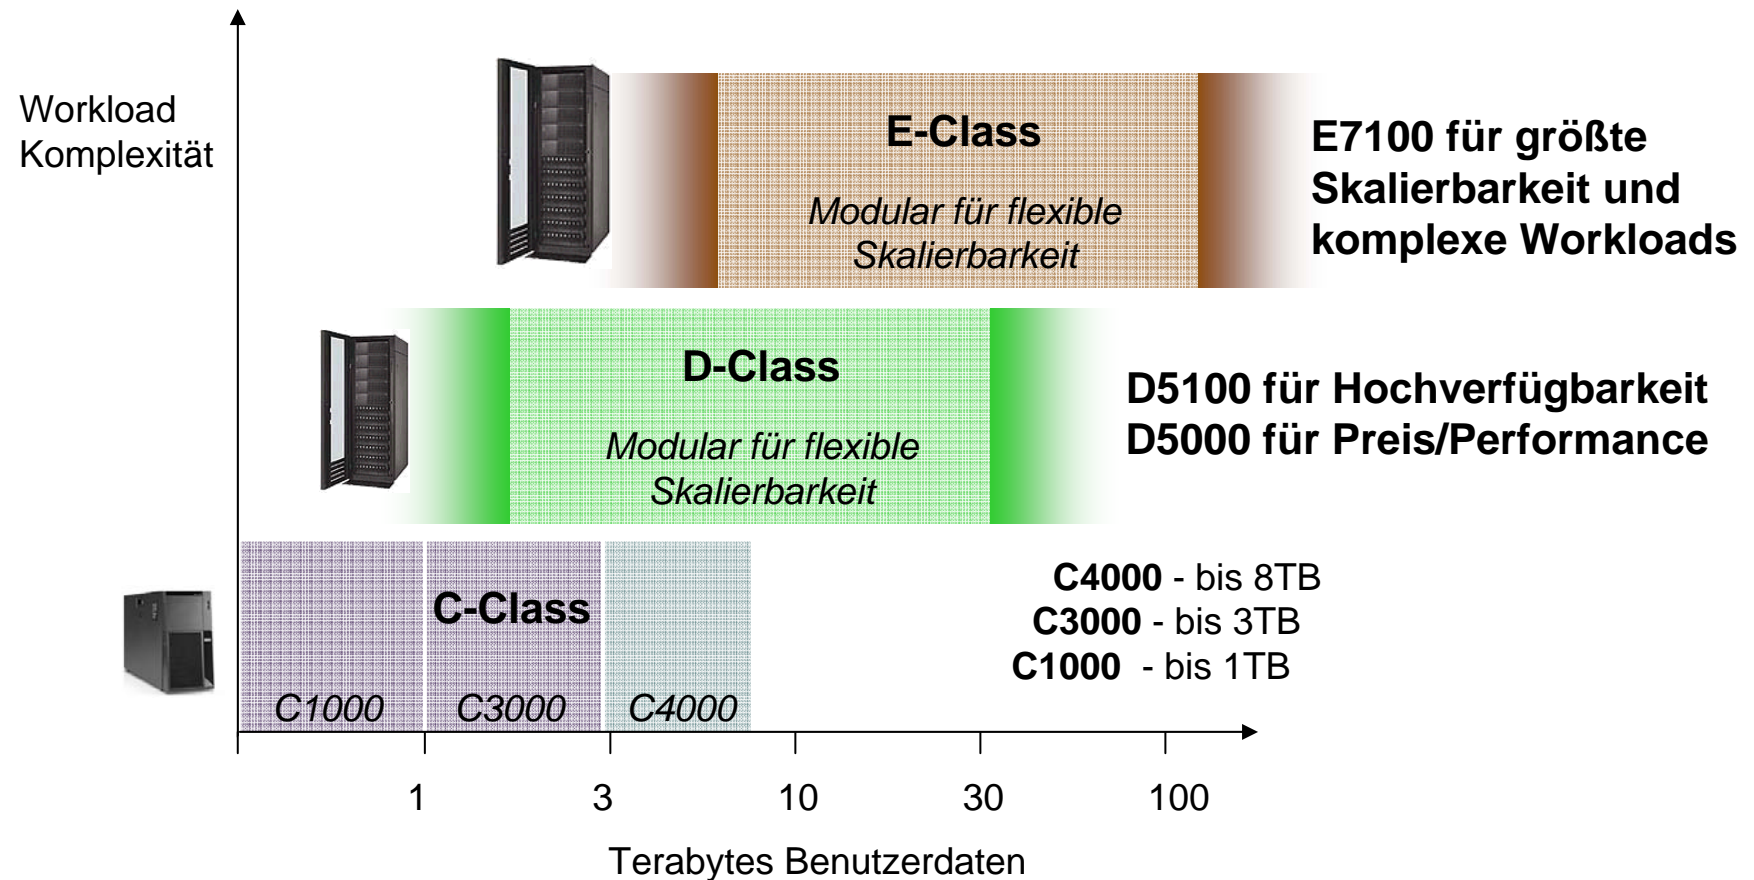 Workload
Komplexität
E-Class
Modular für flexible
Skalierbarkeit
E7100 für größte
Skalierbarkeit und
komplexe Workloads
D-Class
Modular für flexible
Skalierbarkeit
D5100 für Hochverfügbarkeit
D5000 für Preis/Performance
C-Class
C1000 C3000 C4000
C4000 - bis 8TB
C3000 - bis 3TB
C1000 - bis 1TB
1 3 10 30 100
Terabytes Benutzerdaten